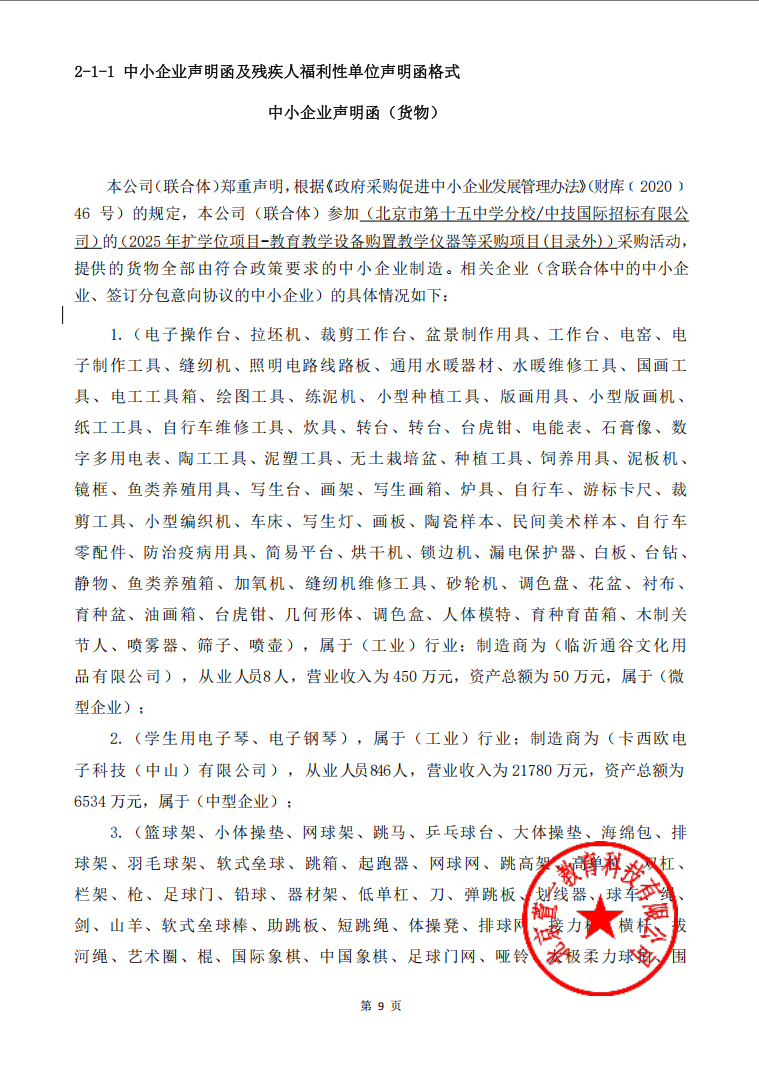 2-1-1 中小企业声明函及残疾人福利性单位声明函格式
中小企业声明函（货物）
本公司（联合体）郑重声明，根据《政府采购促进中小企业发展管理办法》（财库﹝2020﹞
46 号）的规定，本公司（联合体）参加（北京市第十五中学分校/中技国际招标有限公
司）的（2025 年扩学位项目-教育教学设备购置教学仪器等采购项目(目录外)）采购活动，
提供的货物全部由符合政策要求的中小企业制造。相关企业（含联合体中的中小企
业、签订分包意向协议的中小企业）的具体情况如下：
1.（电子操作台、拉坯机、裁剪工作台、盆景制作用具、工作台、电窑、电
子制作工具、缝纫机、照明电路线路板、通用水暖器材、水暖维修工具、国画工
具、电工工具箱、绘图工具、练泥机、小型种植工具、版画用具、小型版画机、
纸工工具、自行车维修工具、炊具、转台、转台、台虎钳、电能表、石膏像、数
字多用电表、陶工工具、泥塑工具、无土栽培盆、种植工具、饲养用具、泥板机、
镜框、鱼类养殖用具、写生台、画架、写生画箱、炉具、自行车、游标卡尺、裁
剪工具、小型编织机、车床、写生灯、画板、陶瓷样本、民间美术样本、自行车
零配件、防治疫病用具、简易平台、烘干机、锁边机、漏电保护器、白板、台钻、
静物、鱼类养殖箱、加氧机、缝纫机维修工具、砂轮机、调色盘、花盆、衬布、
育种盆、油画箱、台虎钳、几何形体、调色盒、人体模特、育种育苗箱、木制关
节人、喷雾器、筛子、喷壶），属于（工业）行业；制造商为（临沂通谷文化用
品有限公司），从业人员8人，营业收入为 450 万元，资产总额为 50 万元，属于（微
型企业）；
2.（学生用电子琴、电子钢琴），属于（工业）行业；制造商为（卡西欧电
子科技（中山）有限公司），从业人员846人，营业收入为 21780 万元，资产总额为
6534 万元，属于（中型企业）；
3.（篮球架、小体操垫、网球架、跳马、乒乓球台、大体操垫、海绵包、排
球架、羽毛球架、软式垒球、跳箱、起跑器、网球网、跳高架、高单杠、双杠、
栏架、枪、足球门、铅球、器材架、低单杠、刀、弹跳板、划线器、球车、绳、
剑、山羊、软式垒球棒、助跳板、短跳绳、体操凳、排球网、接力棒、横杆、拔
河绳、艺术圈、棍、国际象棋、中国象棋、足球门网、哑铃、太极柔力球拍、围
北京萱一教育科技有限公司
第 9 页